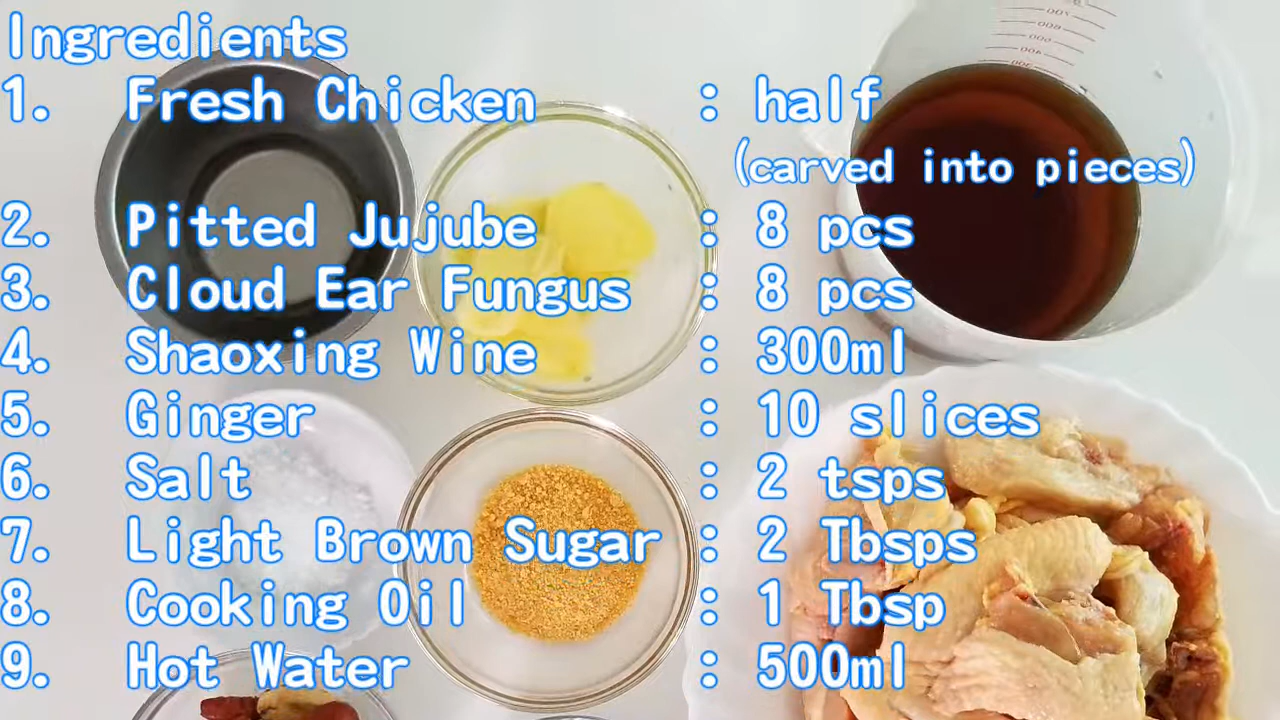 Ingredients
1. Fresh Chicken : half
(carved into pieces)
2. Pitted Jujube : 8 pcs
3. Cloud Ear Fungus : 8 pcs
4. Shaoxing Wine : 300ml
5. Ginger : 10 slices
6. Salt : 2 tsps
7. Light Brown Sugar : 2 Tbsps
8. Cooking Oil : 1 Tbsp
9. Hot Water : 500ml